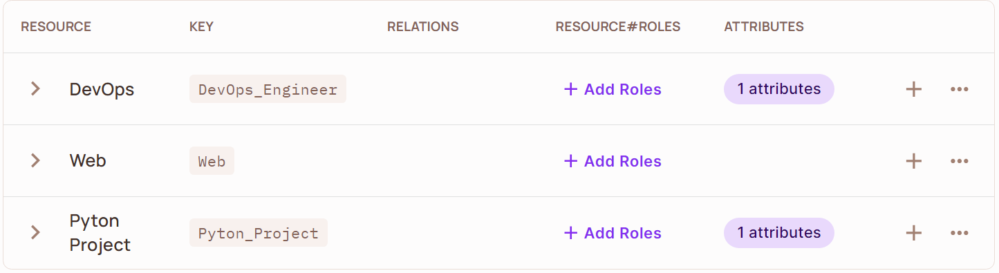 RESOURCE KEY RELATIONS RESOURCE#ROLES ATTRIBUTES
DevOps DevOps_Engineer + Add Roles 1 attributes
Web Web + Add Roles
Pyton
Project Pyton_Project + Add Roles 1 attributes